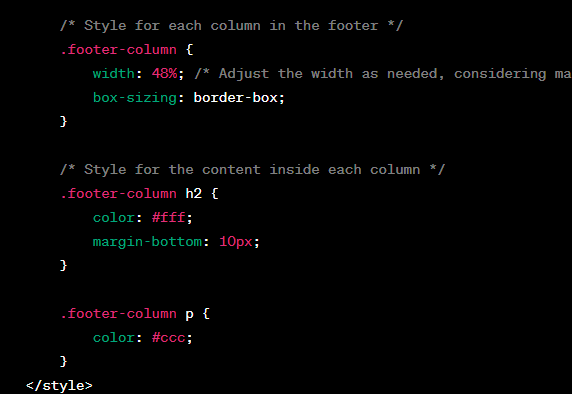 /* Style for each column in the footer */
.footer-column {
width: 48%; /* Adjust the width as needed, considering
box-sizing: border-box;
}
/* Style for the content inside each column */
.footer-column h2 {
color: #fff;
margin-bottom: 10px;
}
.footer-column p {
color: #ccc;
}
</style>